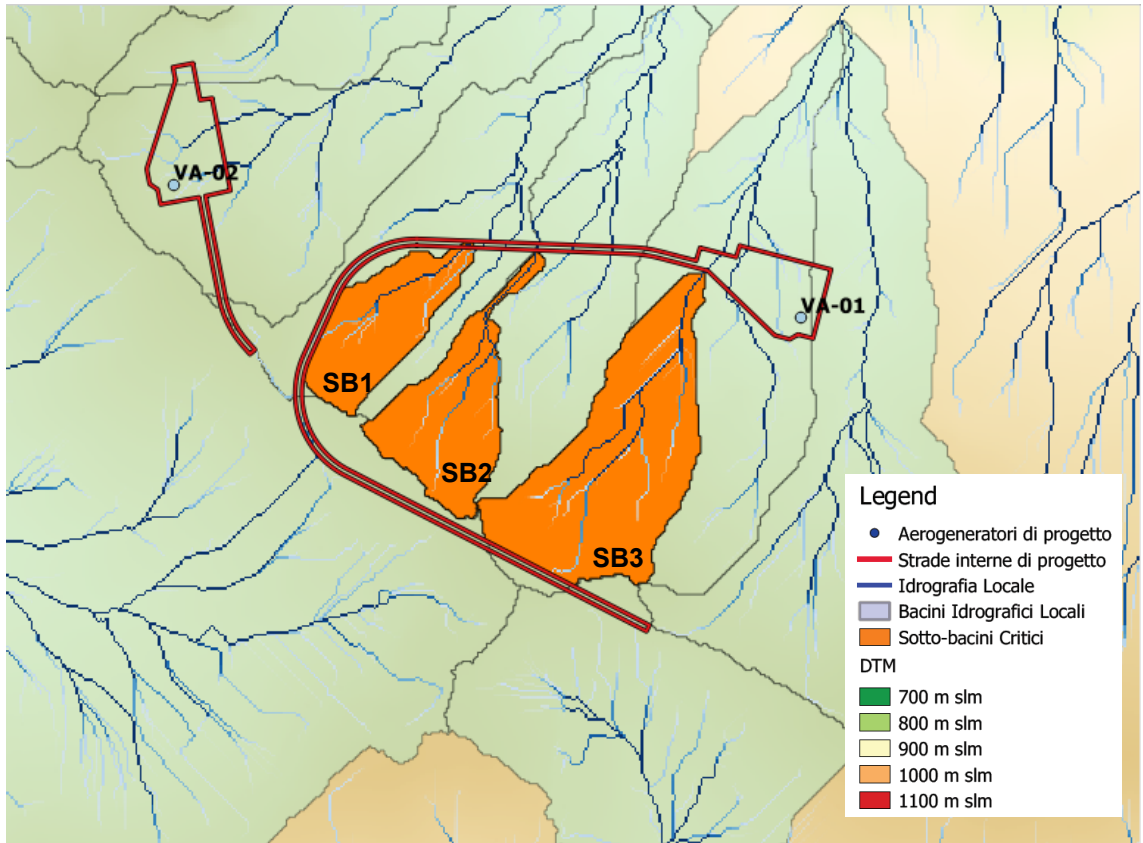 VA-02
VA-01
SB1
SB2
SB3
Legend
Aerogeneratori di progetto
Strade interne di progetto
Idrografia Locale
Bacini Idrografici Locali
Sotto-bacini Critici
DTM
700 m slm
800 m slm
900 m slm
1000 m slm
1100 m slm